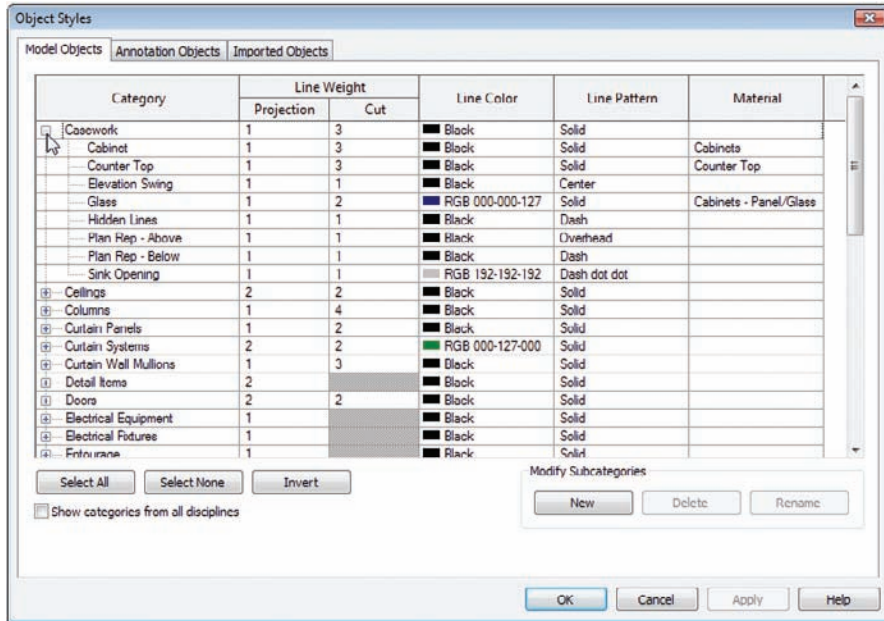 Object Styles
Model Objects Annotation Objects Imported Objects
Category Line Weight Line Color Line Pattern Material
Projection Cut
Casework 1 3 Black Solid
Cabinet 1 3 Black Solid Cabinets
Counter Top 1 3 Black Solid Counter Top
Elevation Swing 1 1 Black Center
Glass 1 2 RGB 000-000-127 Solid Cabinets - Panel/Glass
Hidden Lines 1 1 Black Dash
Plan Rep - Above 1 1 Black Overhead
Plan Rep - Below 1 1 Black Dash
Sink Opening 1 1 RGB 192-192-192 Dash dot dot
Ceilings 2 2 Black Solid
Columns 1 4 Black Solid
Curtain Panels 1 2 Black Solid
Curtain Systems 2 2 RGB 000-127-000 Solid
Curtain Wall Mullions 1 3 Black Solid
Detail Items 2 Black Solid
Doors 2 2 Black Solid
Electrical Equipment 1 Black Solid
Electrical Fixtures 1 Black Solid
Entourage 1 Black Solid
Select All Select None Invert
Modify Subcategories
New Delete Rename
Show categories from all disciplines
OK Cancel Apply Help